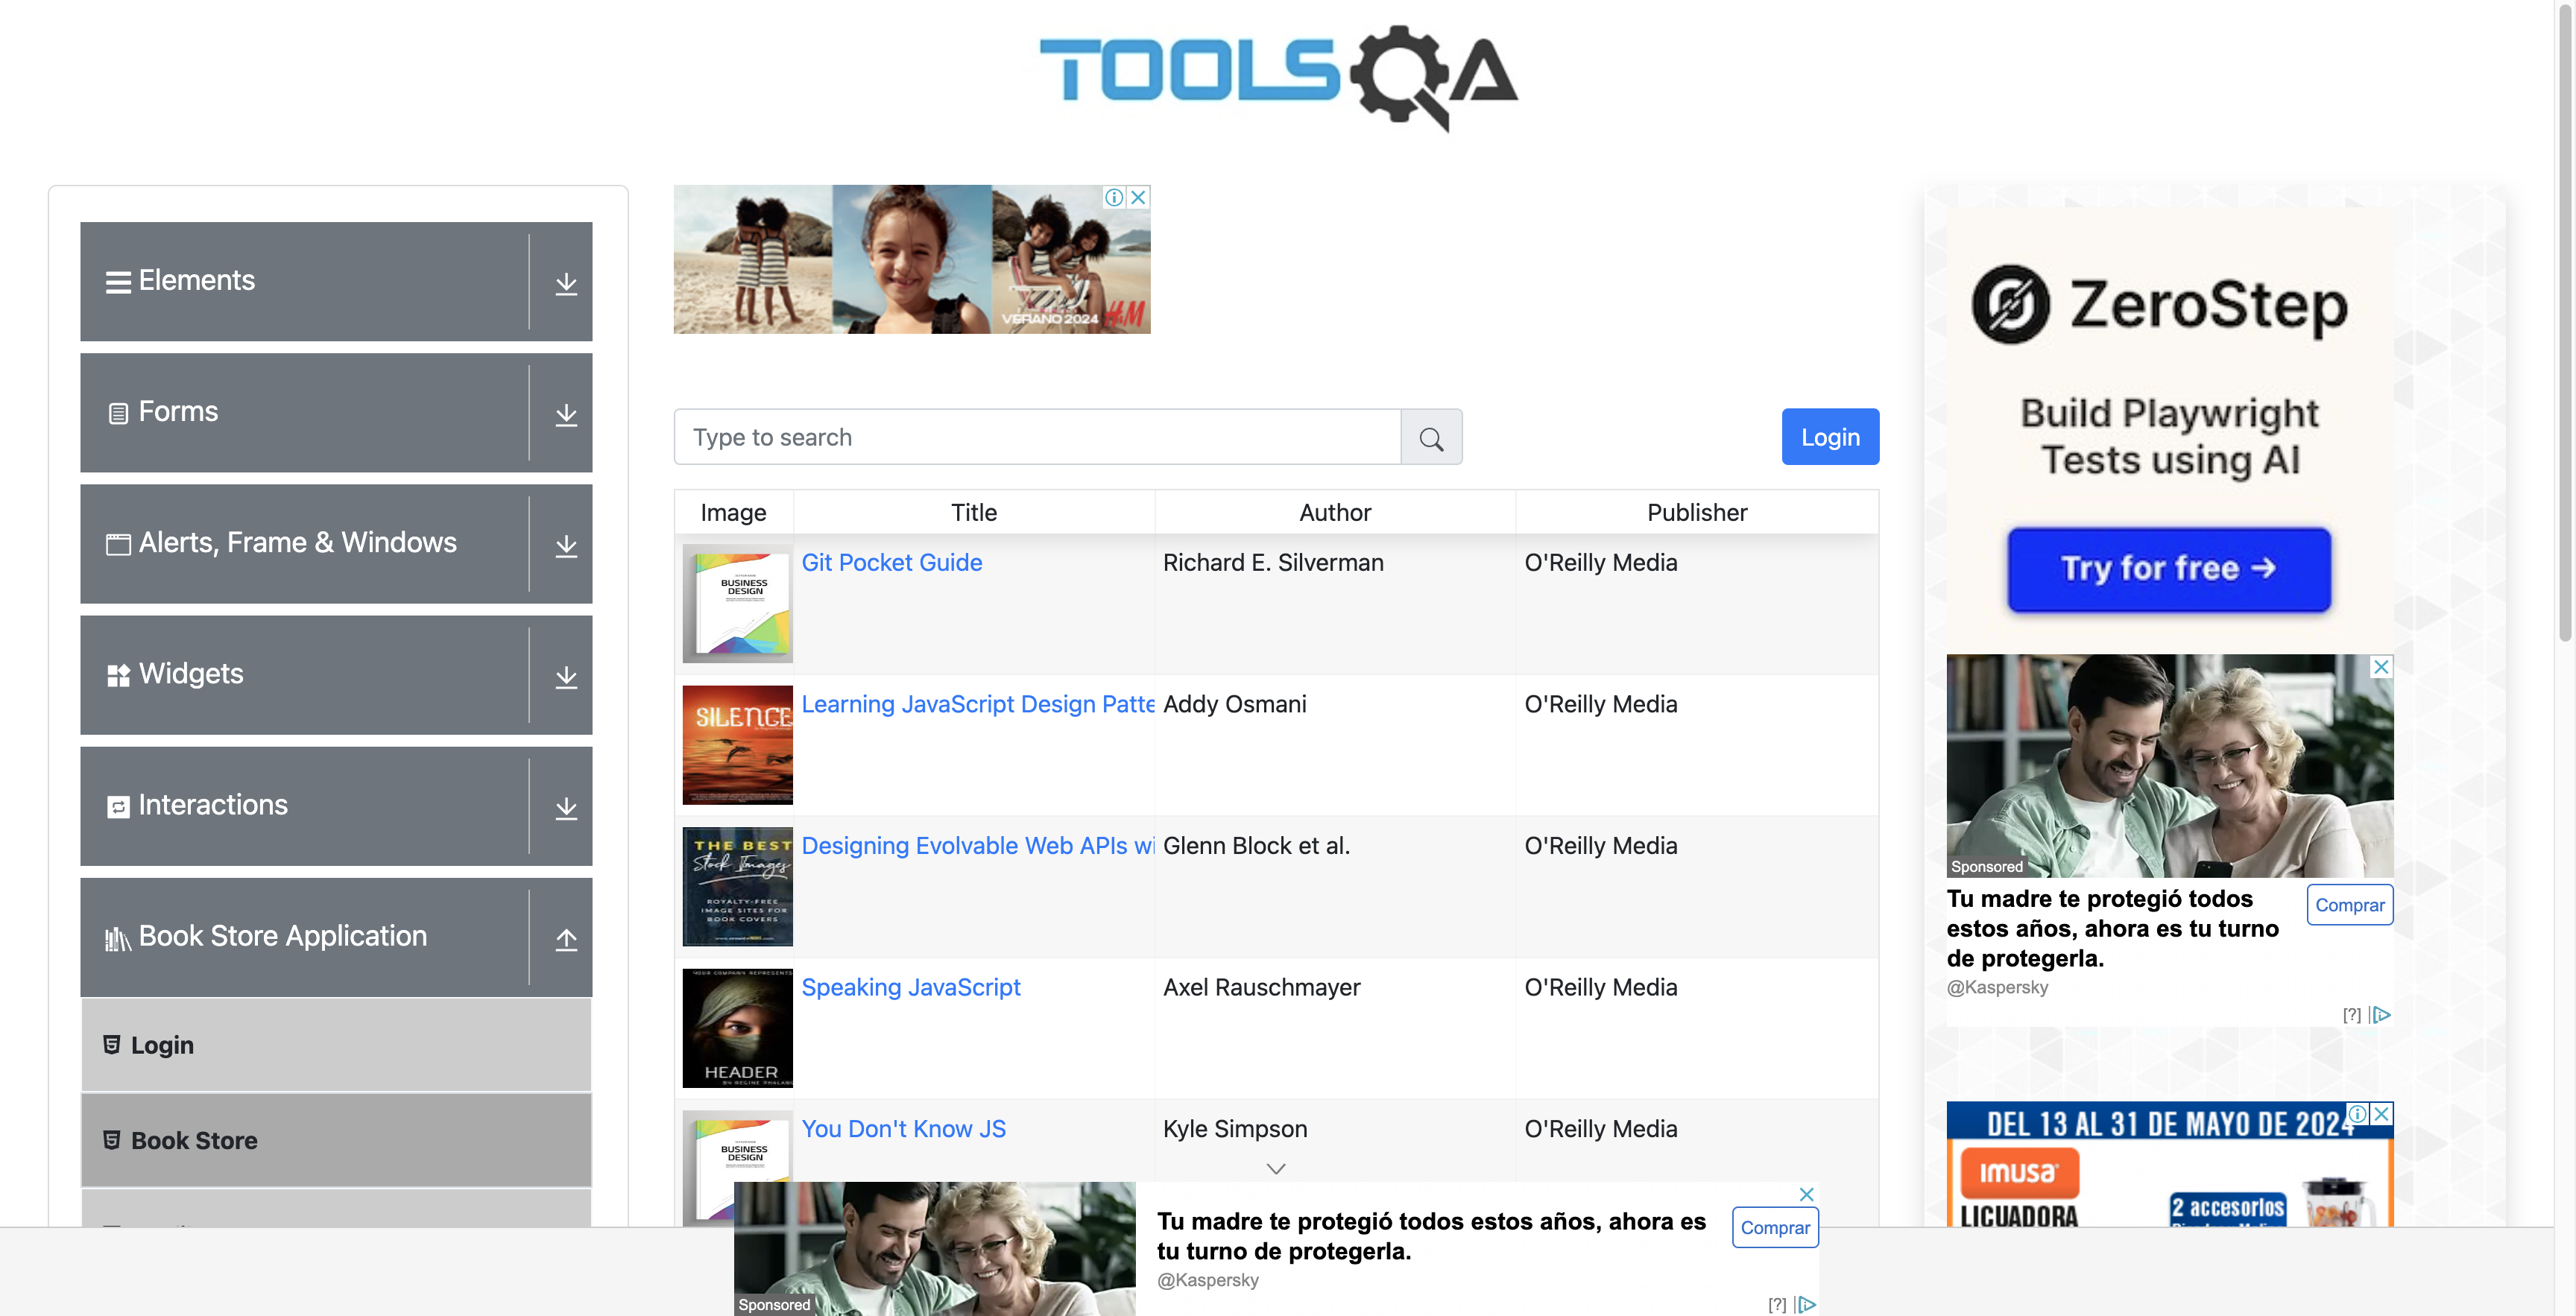 TOOLSQA
Elements
Forms
Alerts, Frame & Windows
Widgets
Interactions
Book Store Application
Login
Book Store
VERANO 2024 H&M
Type to search
Login
Image Title Author Publisher
BUSINESS
DESIGN
Git Pocket Guide Richard E. Silverman O'Reilly Media
SILENCE
Learning JavaScript Design Patte Addy Osmani O'Reilly Media
THE BEST
Stock Images
ROYALTY-FREE
IMAGE SITES FOR
BOOK COVERS
Designing Evolvable Web APIs wi Glenn Block et al. O'Reilly Media
YOUR COMPANY REPRESENTS
HEADER
Speaking JavaScript Axel Rauschmayer O'Reilly Media
BUSINESS
DESIGN
You Don't Know JS Kyle Simpson O'Reilly Media
ZeroStep
Build Playwright
Tests using AI
Try for free →
Sponsored
Tu madre te protegió todos
estos años, ahora es tu turno
de protegerla.
Comprar
@Kaspersky
[?]
DEL 13 AL 31 DE MAYO DE 2024
imusa
LICUADORA
2 accesorios
Sponsored
Tu madre te protegió todos estos años, ahora es
tu turno de protegerla.
@Kaspersky
Comprar
[?]